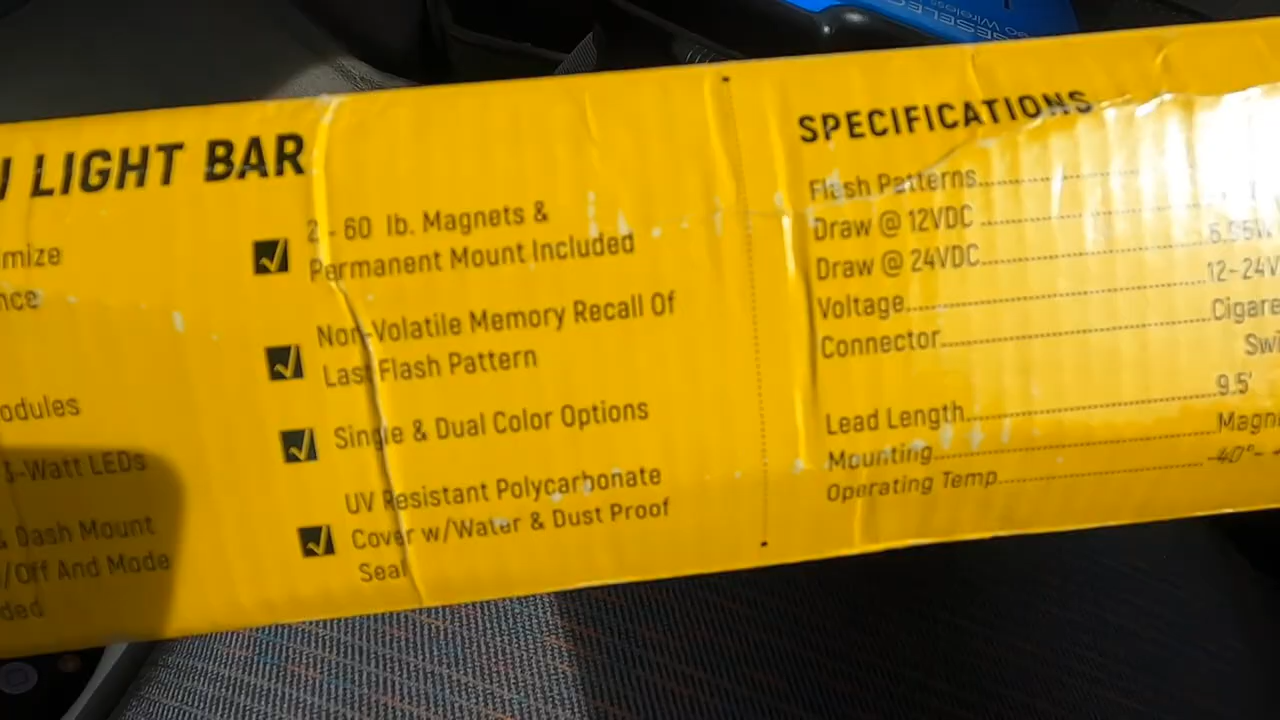 LIGHT BAR
mize
nce
odules
5-Watt LEDs
& Dash Mount
/Off And Mode
ded
2 - 60 lb. Magnets &
Permanent Mount Included
Non-Volatile Memory Recall Of
Last Flash Pattern
Single & Dual Color Options
UV Resistant Polycarbonate
Cover w/Water & Dust Proof
Seal
SPECIFICATIONS
Flash Patterns
Draw @ 12VDC
Draw @ 24VDC
Voltage 12-24V
Connector Cigare
Swi
Lead Length 9.5'
Mounting Magn
Operating Temp -40°-